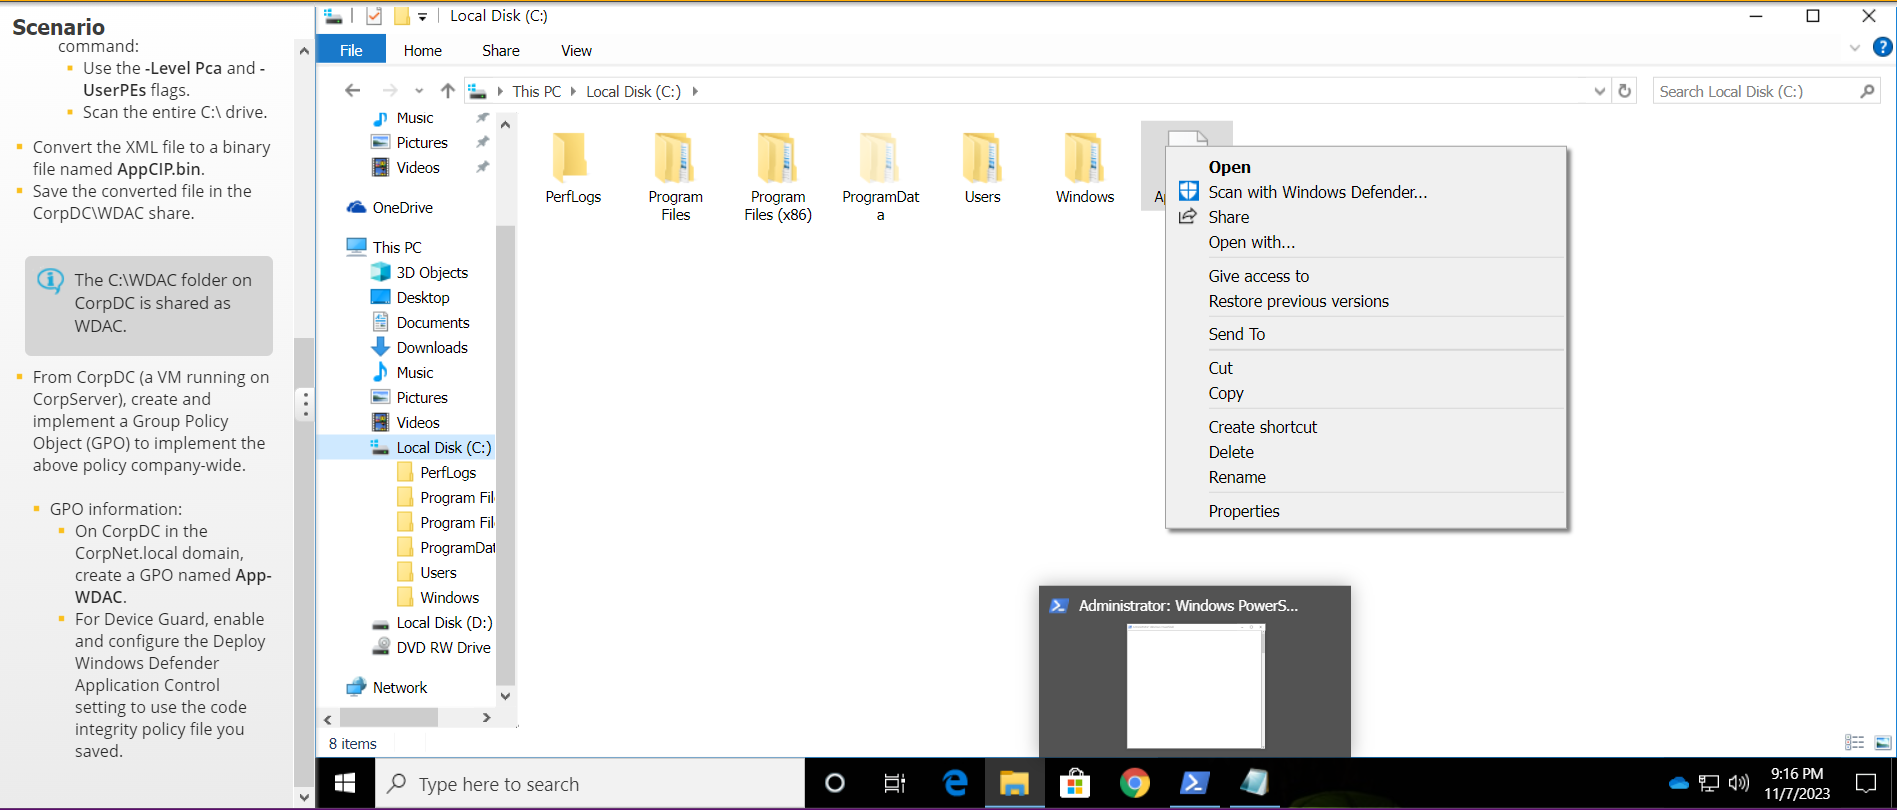 Scenario
command:
Use the -Level Pca and -
UserPEs flags.
Scan the entire C:\ drive.
Convert the XML file to a binary
file named AppCIP.bin.
Save the converted file in the
CorpDC\WDAC share.
The C:\WDAC folder on
CorpDC is shared as
WDAC.
From CorpDC (a VM running on
CorpServer), create and
implement a Group Policy
Object (GPO) to implement the
above policy company-wide.
GPO information:
On CorpDC in the
CorpNet.local domain,
create a GPO named App-
WDAC.
For Device Guard, enable
and configure the Deploy
Windows Defender
Application Control
setting to use the code
integrity policy file you
saved.
Local Disk (C:)
File Home Share View
This PC Local Disk (C:)
Search Local Disk (C:)
Music
Pictures
Videos
OneDrive
This PC
3D Objects
Desktop
Documents
Downloads
Music
Pictures
Videos
Local Disk (C:)
PerfLogs
Program Fil
Program Fil
ProgramDat
Users
Windows
Local Disk (D:)
DVD RW Drive
Network
8 items
PerfLogs
Program
Files
Program
Files (x86)
ProgramDat
a
Users
Windows
Open
Scan with Windows Defender...
Share
Open with...
Give access to
Restore previous versions
Send To
Cut
Copy
Create shortcut
Delete
Rename
Properties
Administrator: Windows PowerS...
Type here to search
9:16 PM
11/7/2023